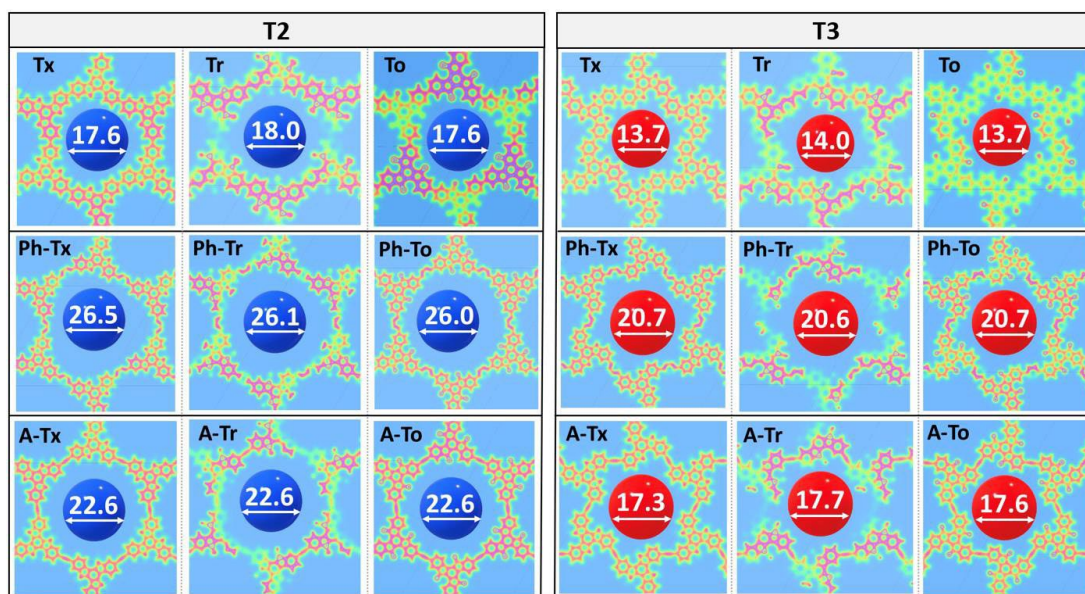 T2
Tx Tr To
17.6 18.0 17.6
Ph-Tx Ph-Tr Ph-To
26.5 26.1 26.0
A-Tx A-Tr A-To
22.6 22.6 22.6
T3
Tx Tr To
13.7 14.0 13.7
Ph-Tx Ph-Tr Ph-To
20.7 20.6 20.7
A-Tx A-Tr A-To
17.3 17.7 17.6